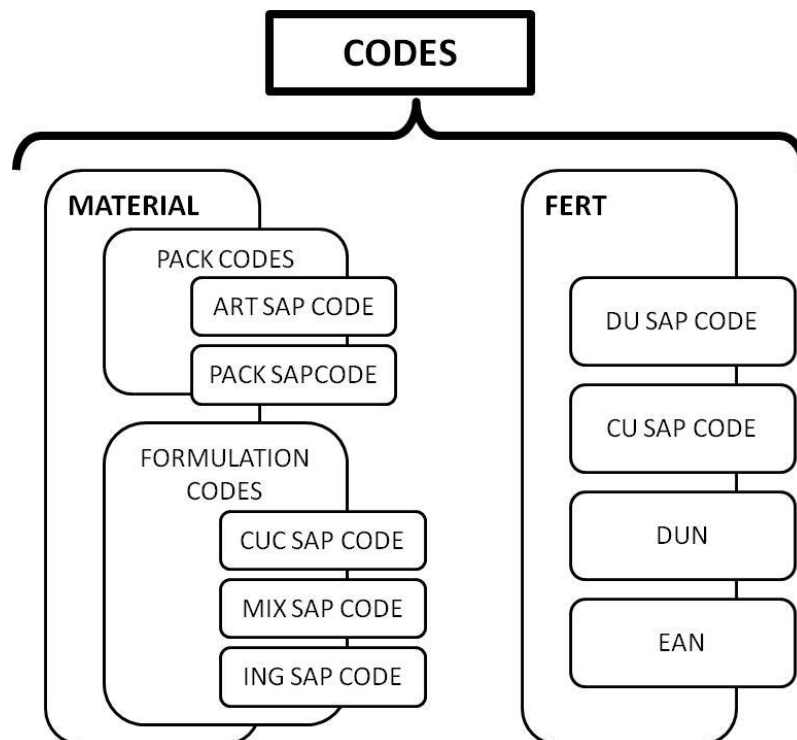 CODES
MATERIAL
PACK CODES
ART SAP CODE
PACK SAPCODE
FORMULATION
CODES
CUC SAP CODE
MIX SAP CODE
ING SAP CODE
FERT
DU SAP CODE
CU SAP CODE
DUN
EAN